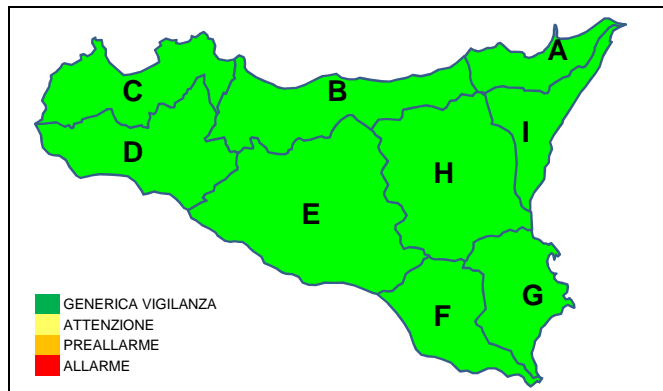 A
C
B
I
D
H
E
G
F
GENERICA VIGILANZA
ATTENZIONE
PREALLARME
ALLARME